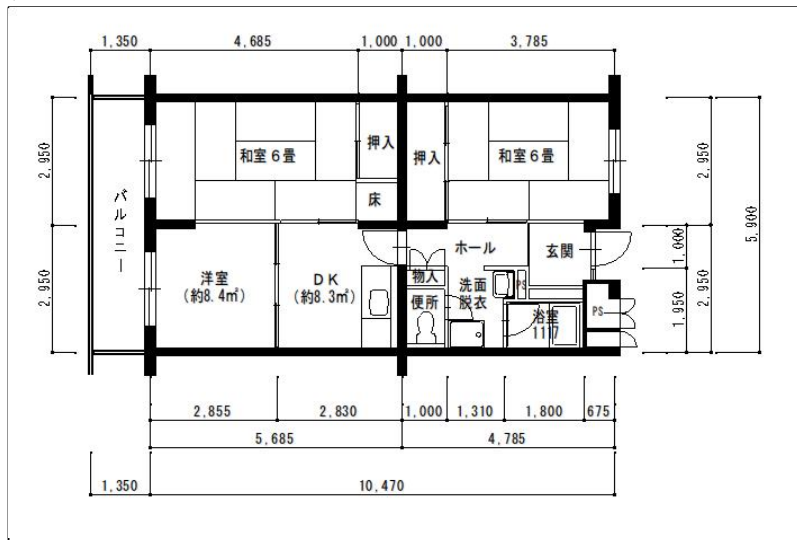 1,350
4,685
1,000
1,000
3,785
2,950
2,950
バルコニー
和室６畳
押入
床
押入
和室６畳
2,950
1,000
1,950
2,950
5,900
洋室
(約8.4㎡)
ＤＫ
(約8.3㎡)
ホール
玄関
物入
便所
洗面
脱衣
PS
浴室
1117
PS
2,855
2,830
1,000
1,310
1,800
675
5,685
4,785
1,350
10,470